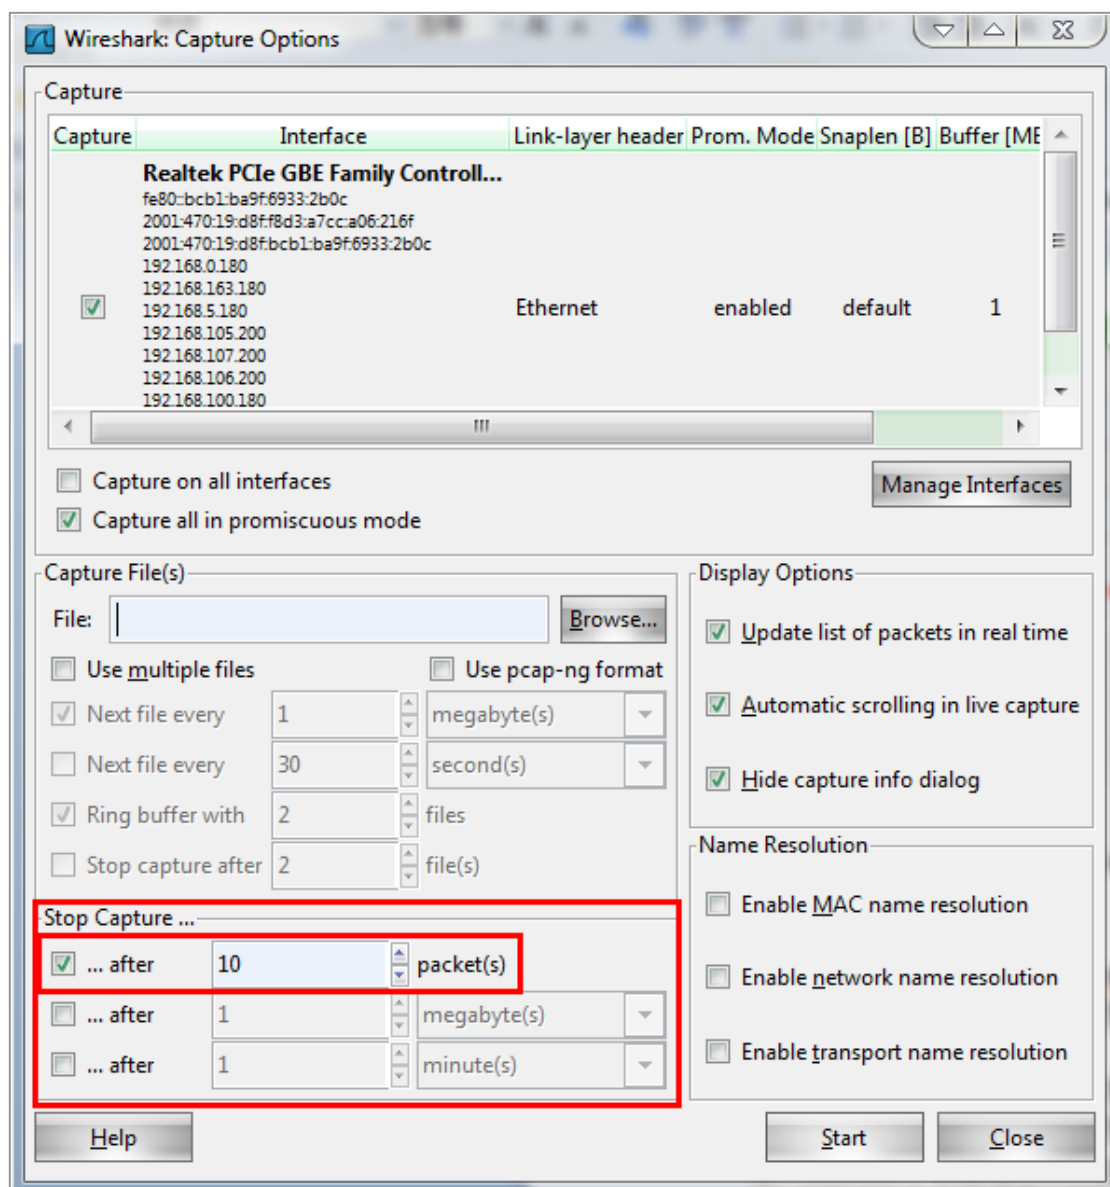 Wireshark: Capture Options
Capture
Capture Interface Link-layer header Prom. Mode Snaplen [B] Buffer [ME
Realtek PCIe GBE Family Controll...
fe80::bcb1:ba9f:6933:2b0c
2001:470:19:d8f:f8d3:a7cc:a06:216f
2001:470:19:d8f:bcb1:ba9f:6933:2b0c
192.168.0.180
192.168.163.180
192.168.5.180
Ethernet enabled default 1
192.168.105.200
192.168.107.200
192.168.106.200
192.168.100.180
Capture on all interfaces
Manage Interfaces
Capture all in promiscuous mode
Capture File(s)
File: Browse...
Use multiple files Use pcap-ng format
Next file every 1 megabyte(s)
Next file every 30 second(s)
Ring buffer with 2 files
Stop capture after 2 file(s)
Display Options
Update list of packets in real time
Automatic scrolling in live capture
Hide capture info dialog
Name Resolution
Enable MAC name resolution
Enable network name resolution
Enable transport name resolution
Stop Capture ...
... after 10 packet(s)
... after 1 megabyte(s)
... after 1 minute(s)
Help Start Close